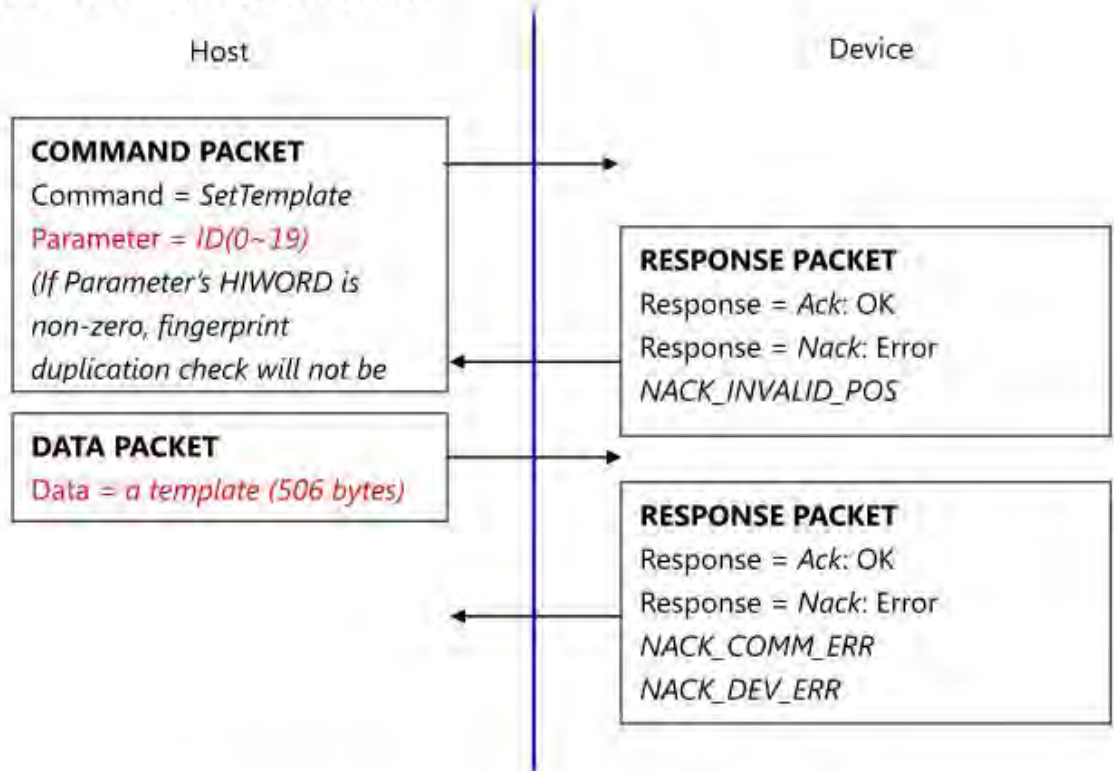 Host
Device
COMMAND PACKET
Command = SetTemplate
Parameter = ID(0~19)
(If Parameter's HIWORD is
non-zero, fingerprint
duplication check will not be
RESPONSE PACKET
Response = Ack: OK
Response = Nack: Error
NACK_INVALID_POS
DATA PACKET
Data = a template (506 bytes)
RESPONSE PACKET
Response = Ack: OK
Response = Nack: Error
NACK_COMM_ERR
NACK_DEV_ERR